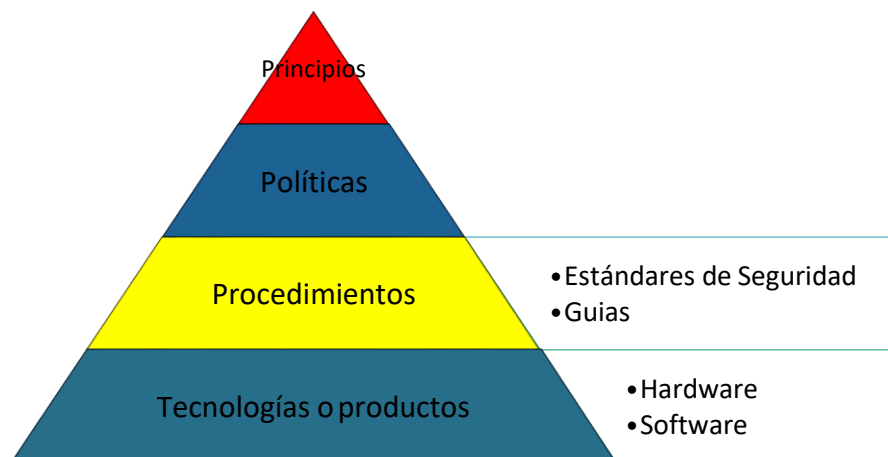 Principios
Políticas
Procedimientos
•Estándares de Seguridad
•Guias
Tecnologías o productos
•Hardware
•Software